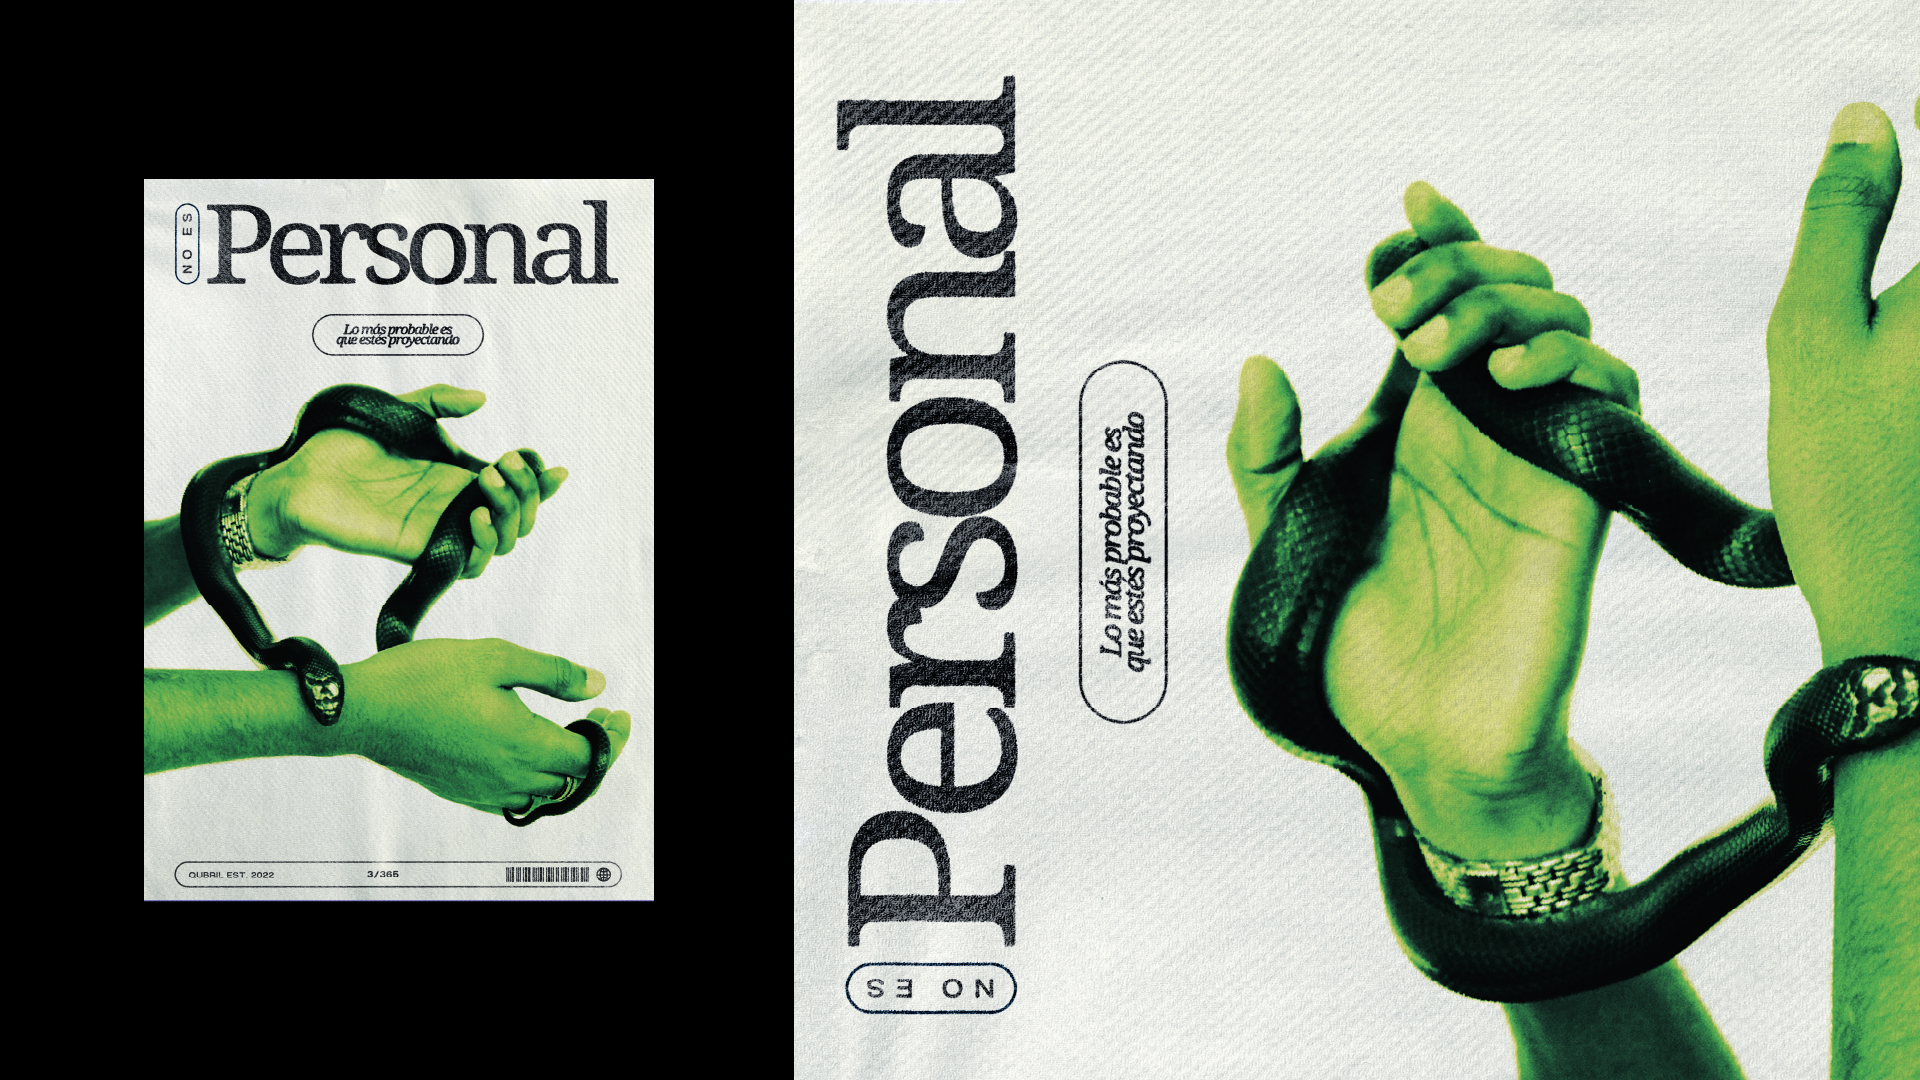 NO ES
Personal
Lo más probable es
que estés proyectando
QUBRIL EST. 2022
3/365
Personal
Lo más probable es
que estés proyectando
NO ES